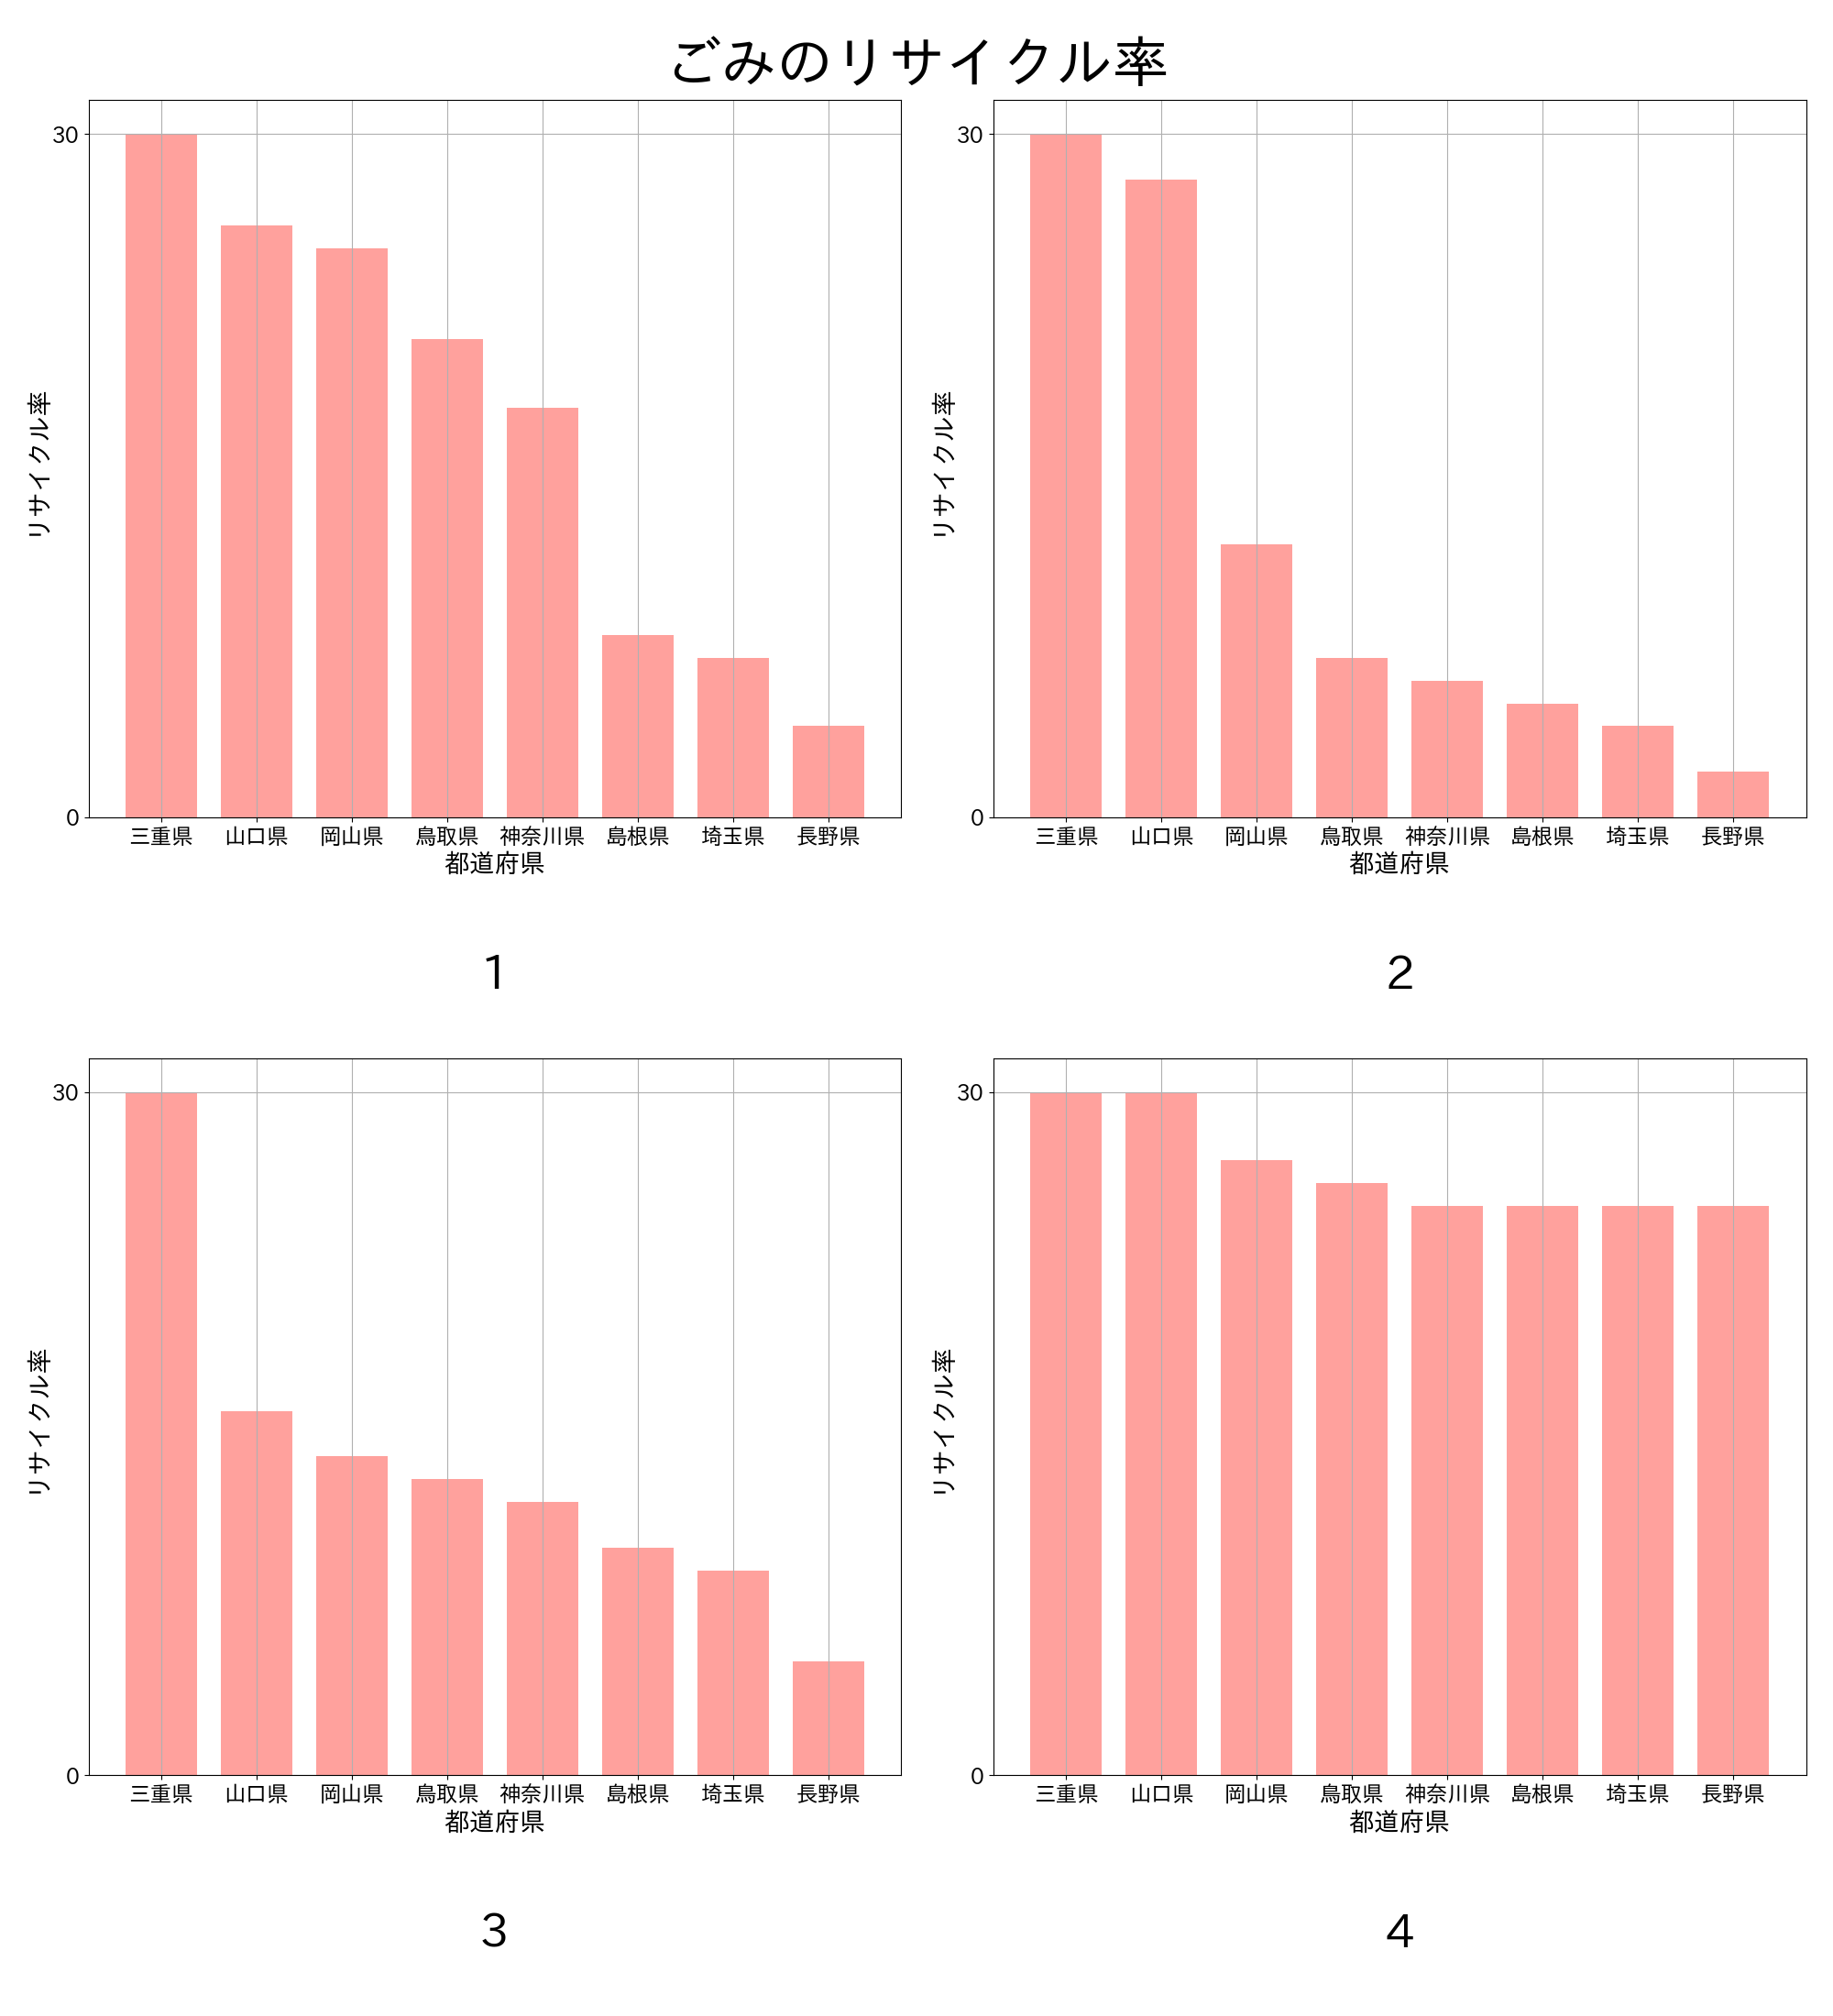 ごみのリサイクル率
30
0
リサイクル率
三重県 山口県 岡山県 鳥取県 神奈川県 島根県 埼玉県 長野県
都道府県
1
30
0
リサイクル率
三重県 山口県 岡山県 鳥取県 神奈川県 島根県 埼玉県 長野県
都道府県
2
30
0
リサイクル率
三重県 山口県 岡山県 鳥取県 神奈川県 島根県 埼玉県 長野県
都道府県
3
30
0
リサイクル率
三重県 山口県 岡山県 鳥取県 神奈川県 島根県 埼玉県 長野県
都道府県
4